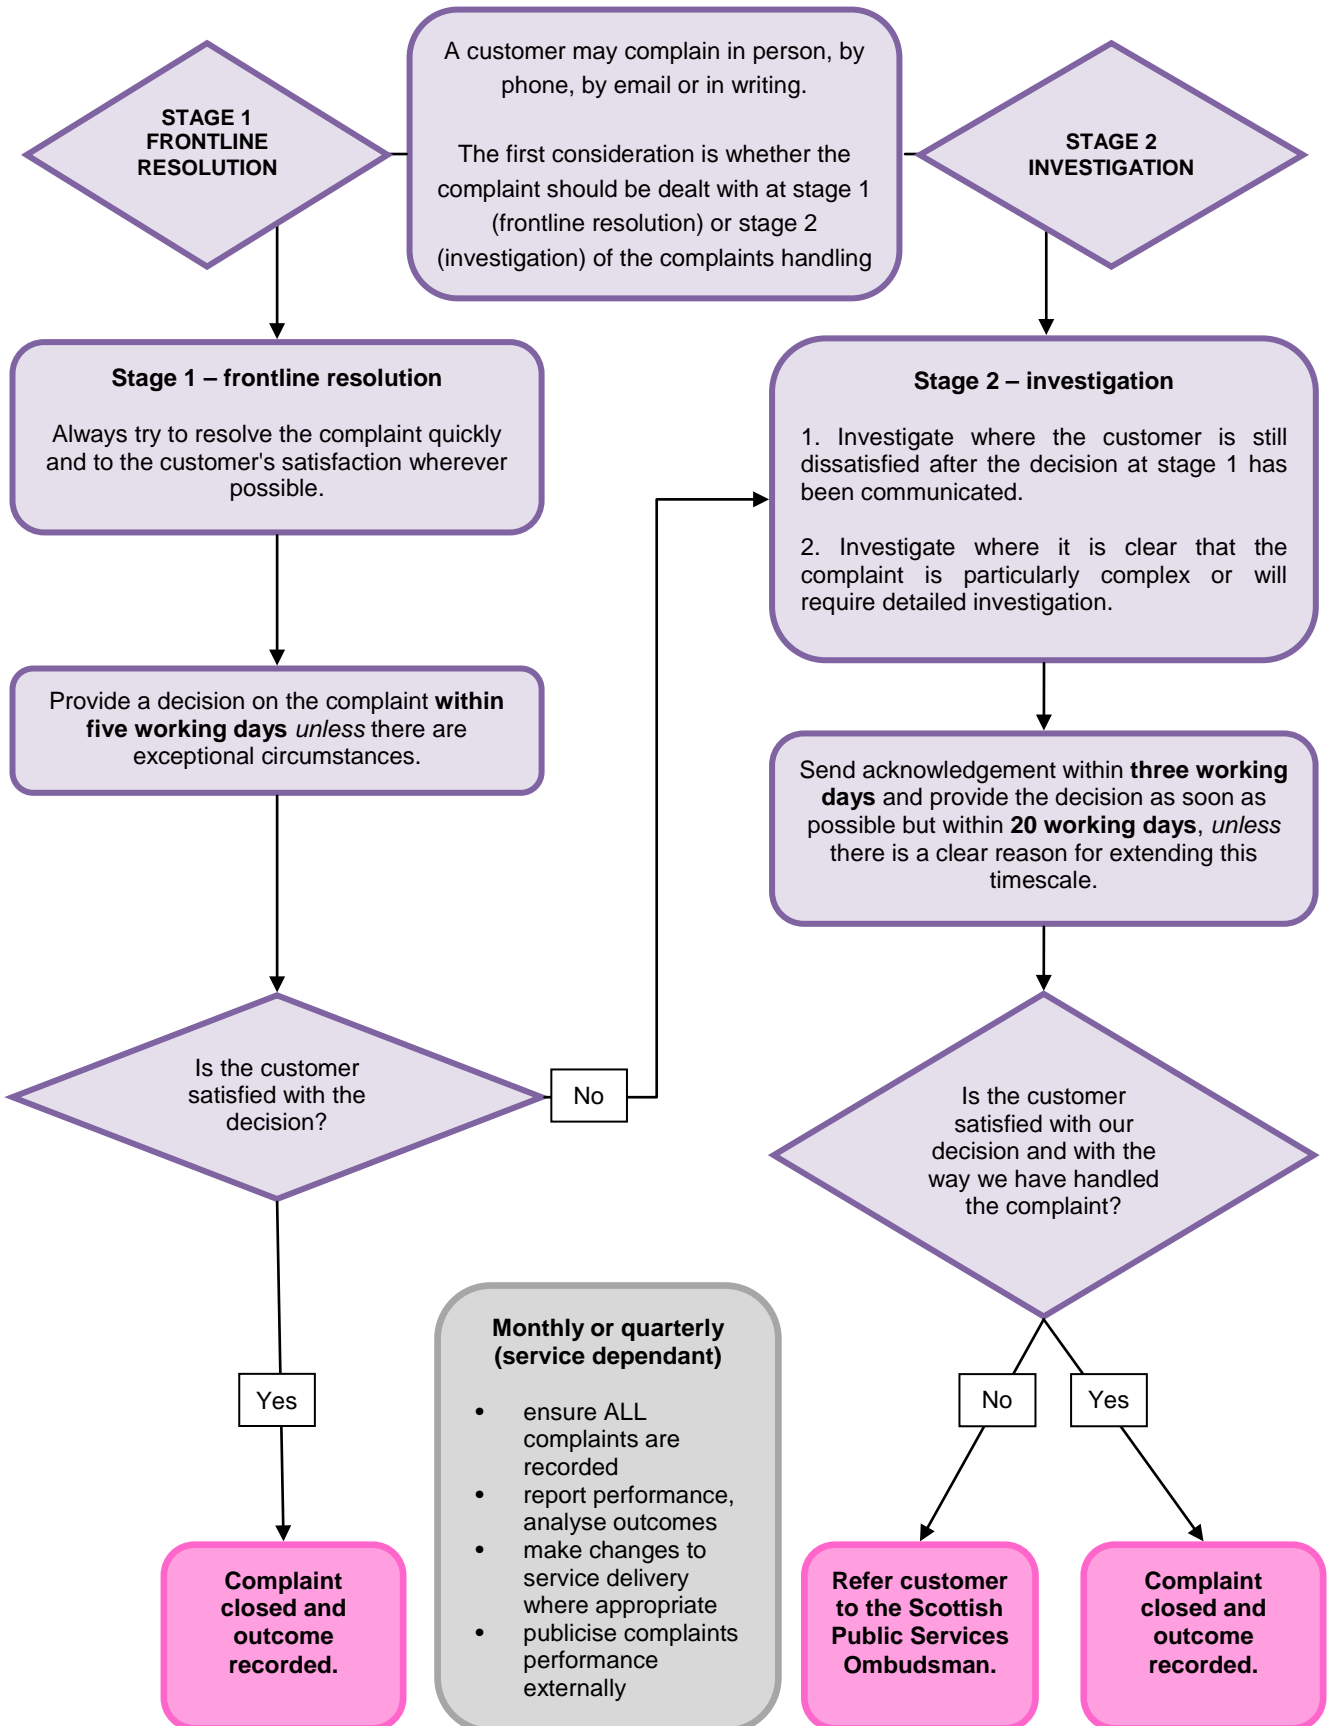 STAGE 1
FRONTLINE
RESOLUTION
A customer may complain in person, by
phone, by email or in writing.
The first consideration is whether the
complaint should be dealt with at stage 1
(frontline resolution) or stage 2
(investigation) of the complaints handling
STAGE 2
INVESTIGATION
Stage 1 – frontline resolution
Always try to resolve the complaint quickly
and to the customer's satisfaction wherever
possible.
Provide a decision on the complaint within
five working days unless there are
exceptional circumstances.
Is the customer
satisfied with the
decision?
No
Yes
Complaint
closed and
outcome
recorded.
Stage 2 – investigation
1. Investigate where the customer is still
dissatisfied after the decision at stage 1 has
been communicated.
2. Investigate where it is clear that the
complaint is particularly complex or will
require detailed investigation.
Send acknowledgement within three working
days and provide the decision as soon as
possible but within 20 working days, unless
there is a clear reason for extending this
timescale.
Is the customer
satisfied with our
decision and with the
way we have handled
the complaint?
No
Yes
Refer customer
to the Scottish
Public Services
Ombudsman.
Complaint
closed and
outcome
recorded.
Monthly or quarterly
(service dependant)
• ensure ALL
complaints are
recorded
• report performance,
analyse outcomes
• make changes to
service delivery
where appropriate
• publicise complaints
performance
externally